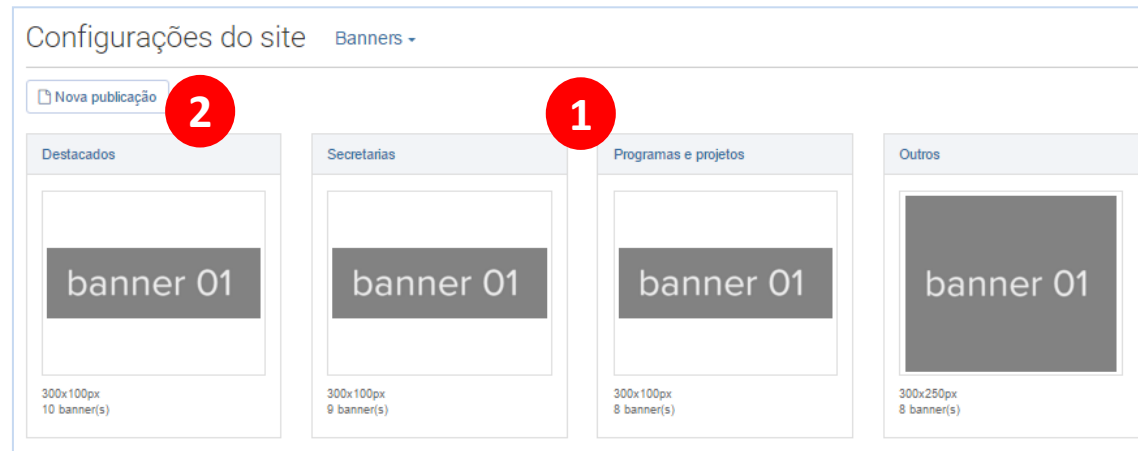 Configurações do site Banners
Nova publicação
2
1
Destacados
Secretarias
Programas e projetos
Outros
banner 01
banner 01
banner 01
banner 01
300x100px
10 banner(s)
300x100px
9 banner(s)
300x100px
8 banner(s)
300x250px
8 banner(s)